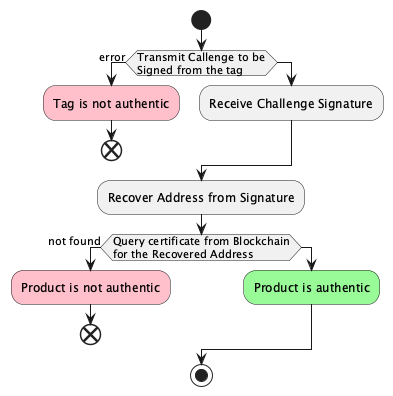 error
Transmit Callenge to be
Signed from the tag
Tag is not authentic
Receive Challenge Signature
Recover Address from Signature
not found
Query certificate from Blockchain
for the Recovered Address
Product is not authentic
Product is authentic